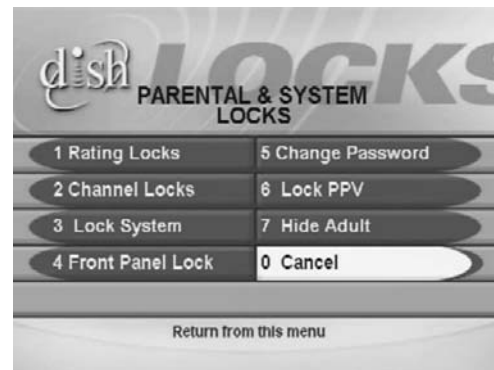 dish
LOCKS
PARENTAL & SYSTEM
LOCKS
1 Rating Locks
2 Channel Locks
3 Lock System
4 Front Panel Lock
5 Change Password
6 Lock PPV
7 Hide Adult
0 Cancel
Return from this menu